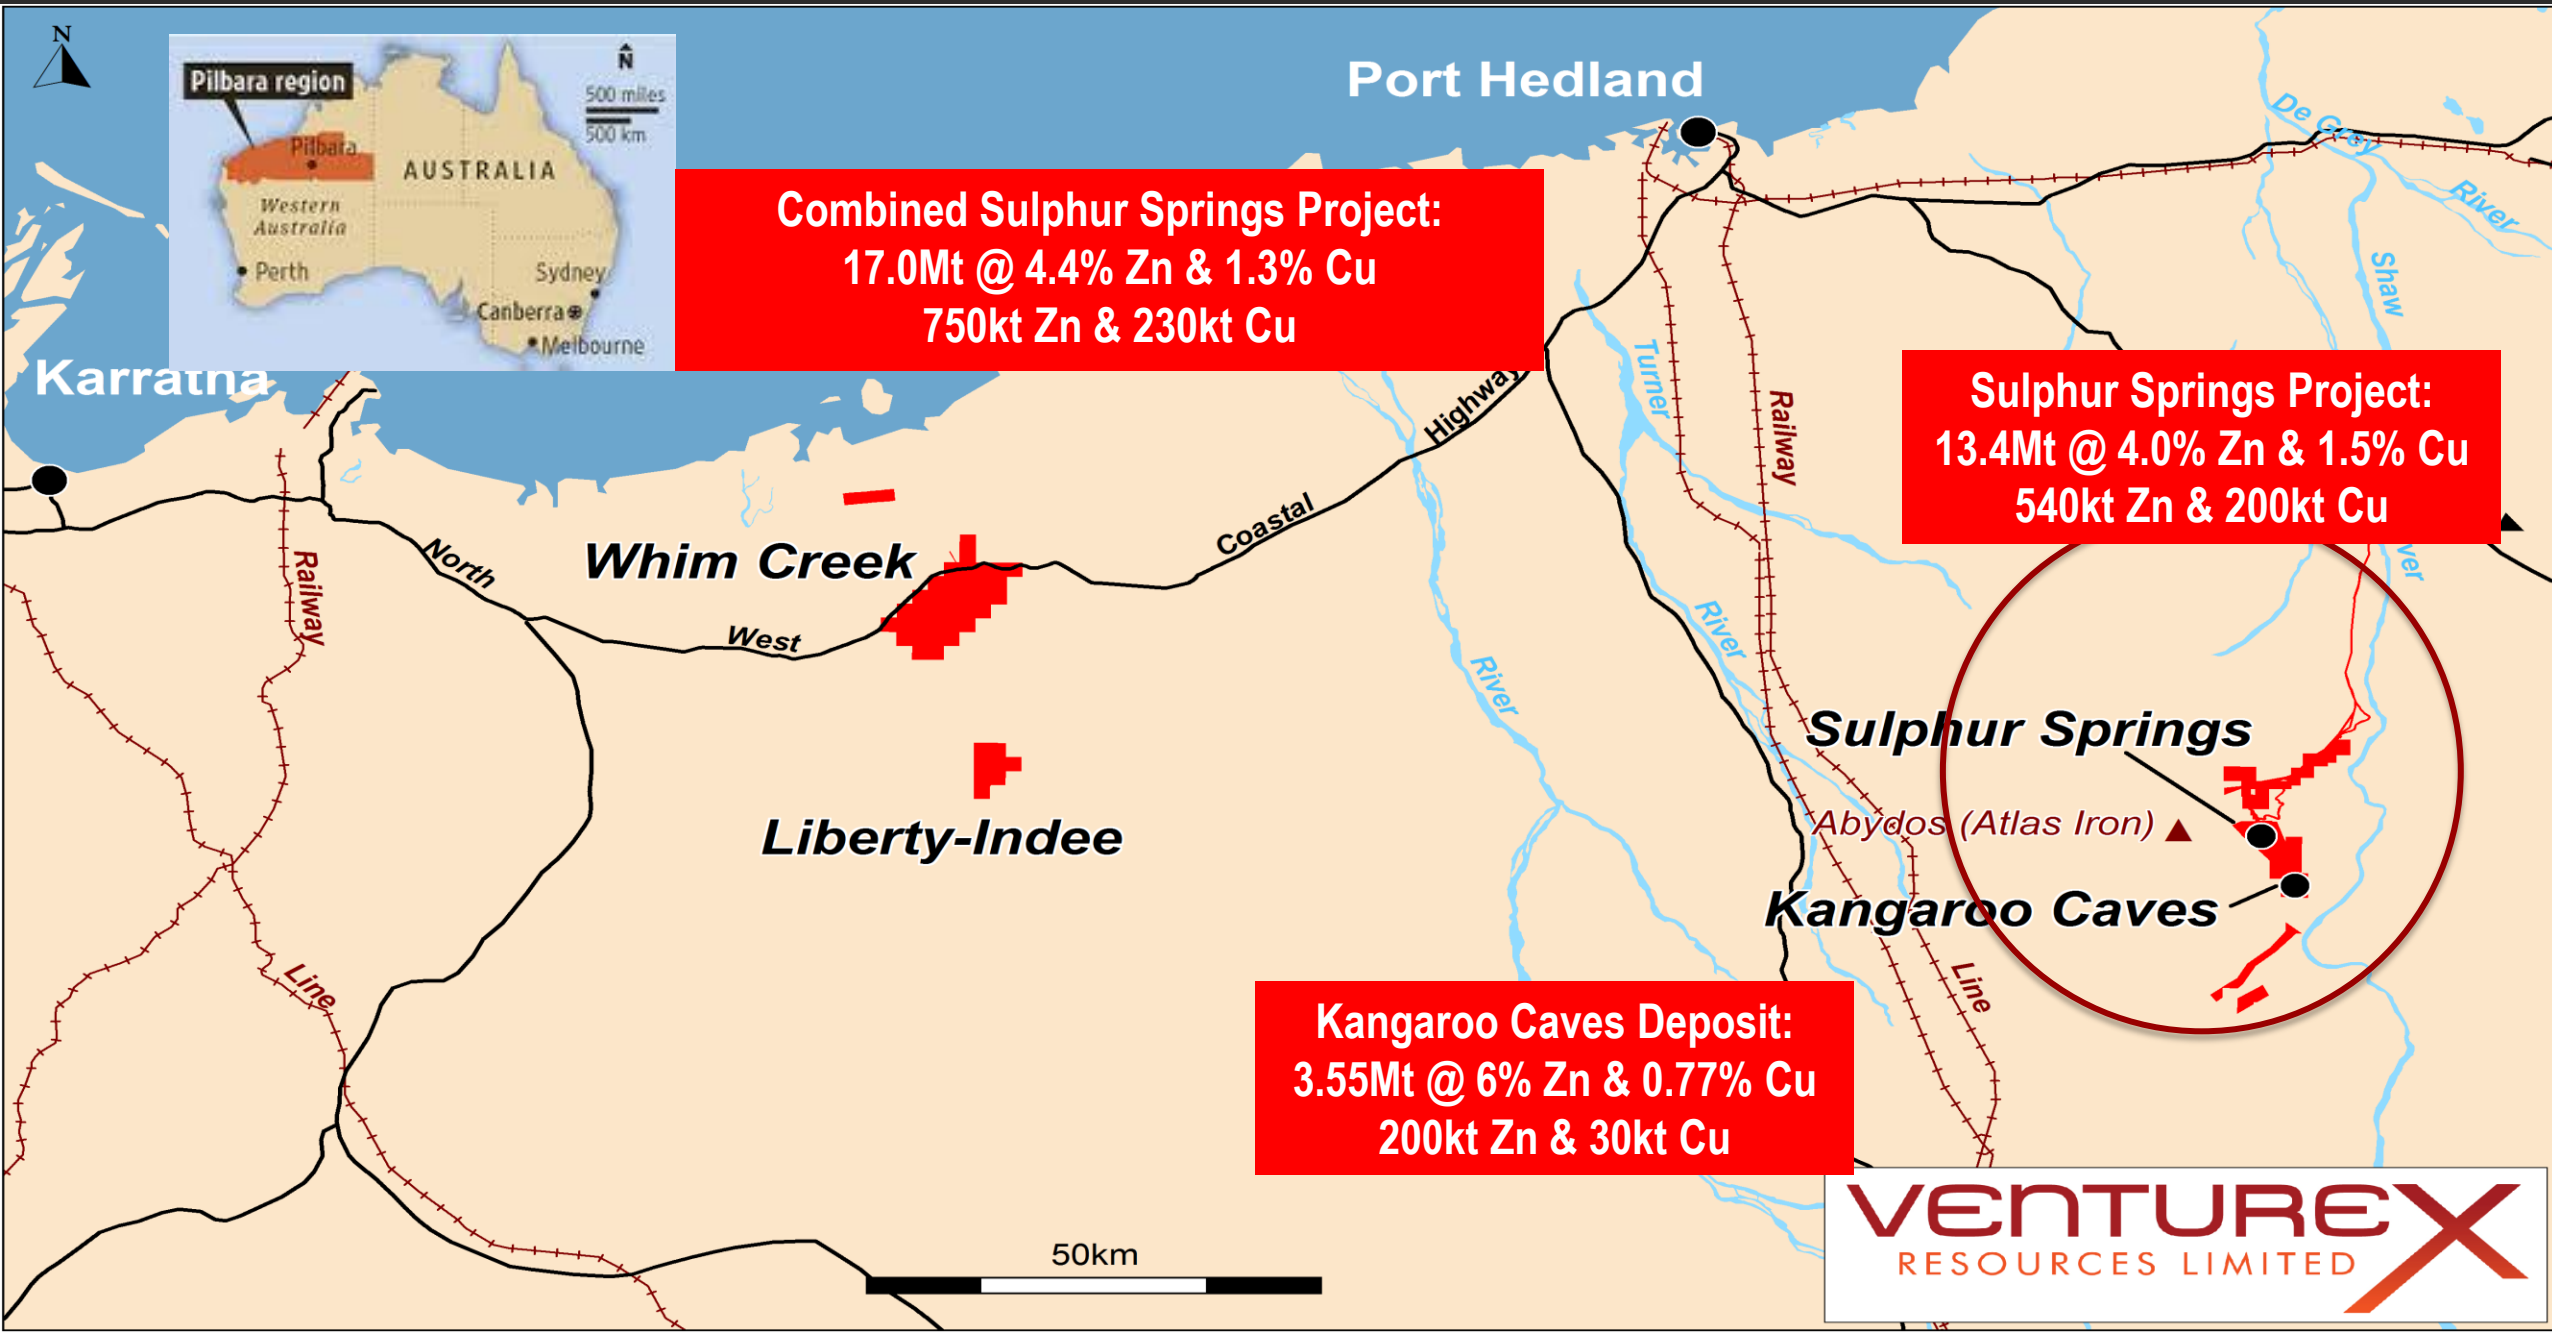 N
Pilbara region
N
500 miles
500 km
Pilbara
AUSTRALIA
Western
Australia
Perth
Sydney
Canberra
Melbourne
Port Hedland
De Grey
River
Shaw
Combined Sulphur Springs Project:
17.0Mt @ 4.4% Zn & 1.3% Cu
750kt Zn & 230kt Cu
Karratha
Highway
Turner
Railway
Sulphur Springs Project:
13.4Mt @ 4.0% Zn & 1.5% Cu
540kt Zn & 200kt Cu
Coastal
North
West
Railway
Whim Creek
River
River
ver
Sulphur Springs
Abydos (Atlas Iron)
Liberty-Indee
Kangaroo Caves
Line
Line
Kangaroo Caves Deposit:
3.55Mt @ 6% Zn & 0.77% Cu
200kt Zn & 30kt Cu
50km
VENTUREX
RESOURCES LIMITED